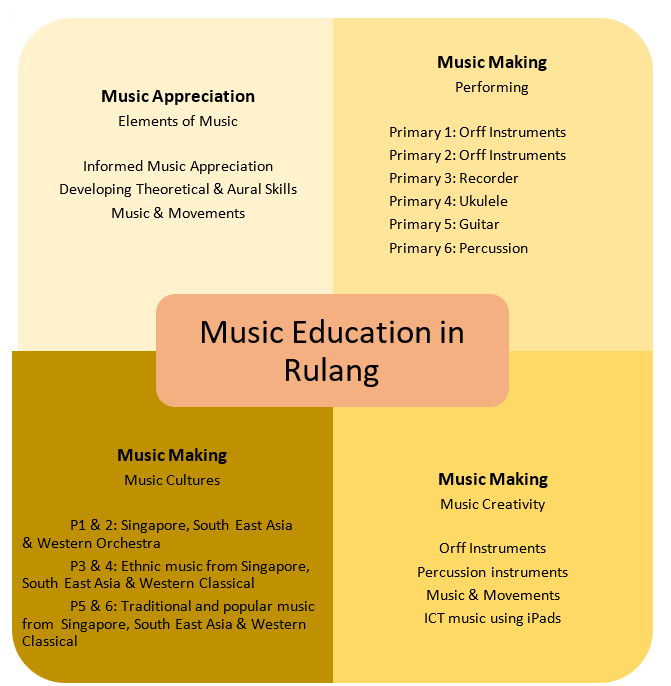 Music Appreciation
Elements of Music
Informed Music Appreciation
Developing Theoretical & Aural Skills
Music & Movements
Music Making
Performing
Primary 1: Orff Instruments
Primary 2: Orff Instruments
Primary 3: Recorder
Primary 4: Ukulele
Primary 5: Guitar
Primary 6: Percussion
Music Education in
Rulang
Music Making
Music Cultures
P1 & 2: Singapore, South East Asia
& Western Orchestra
P3 & 4: Ethnic music from Singapore,
South East Asia & Western Classical
P5 & 6: Traditional and popular music
from Singapore, South East Asia & Western
Classical
Music Making
Music Creativity
Orff Instruments
Percussion instruments
Music & Movements
ICT music using iPads